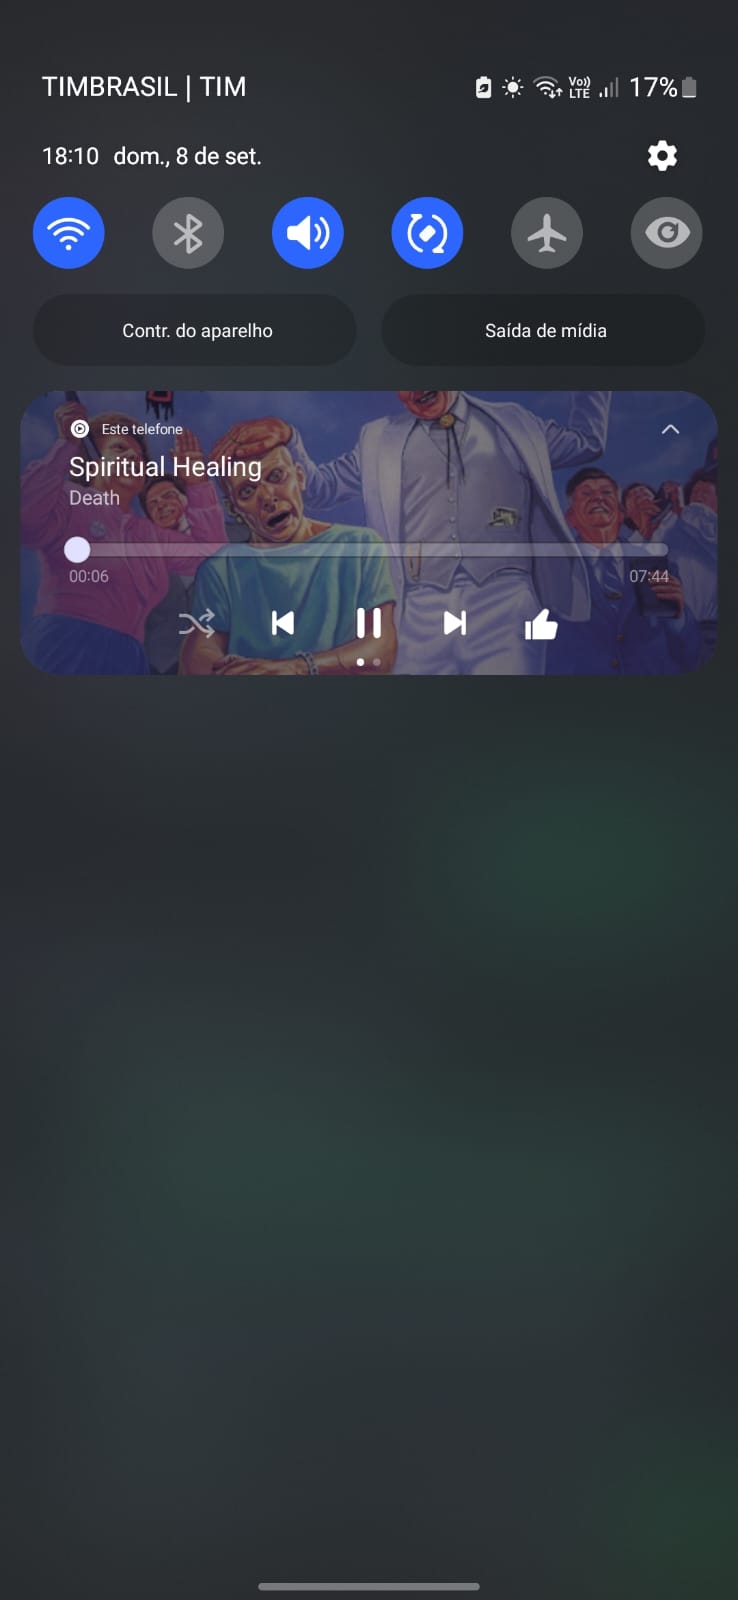 TIMBRASIL | TIM
Vo))
LTE
17%
18:10 dom., 8 de set.
Contr. do aparelho
Saída de mídia
Este telefone
Spiritual Healing
Death
00:06
07:44